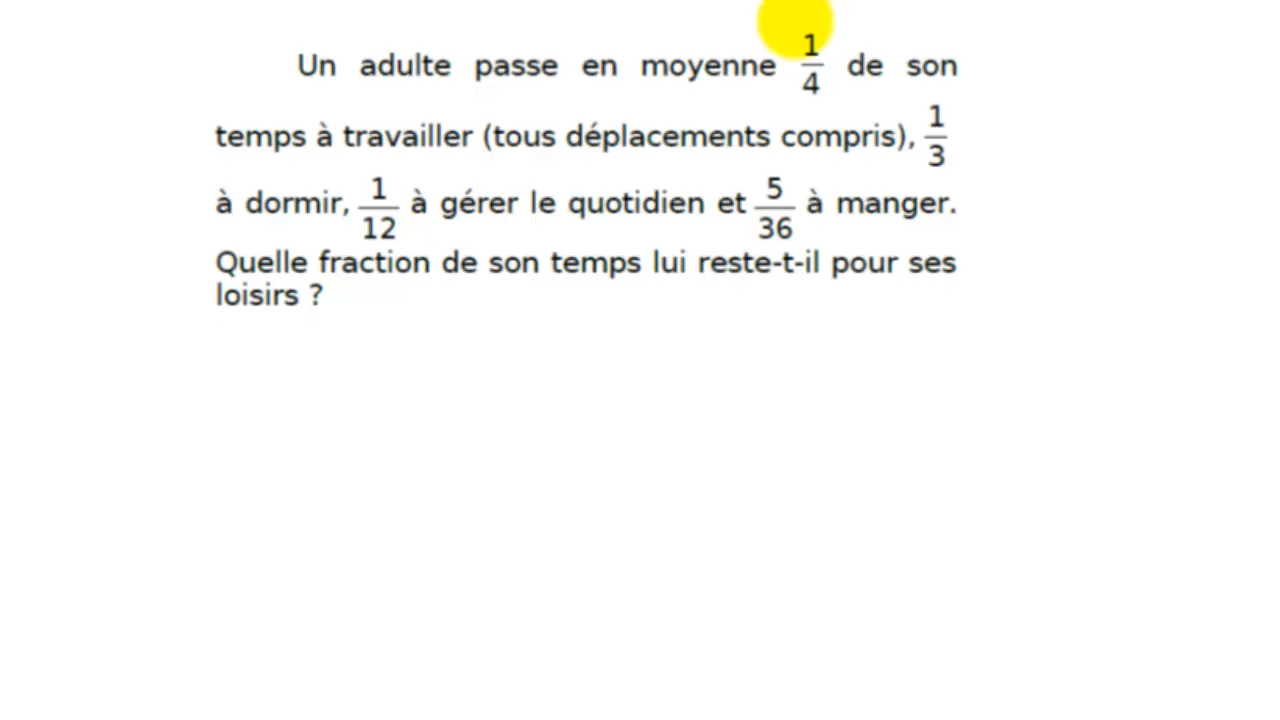 Un adulte passe en moyenne 1/4 de son
temps à travailler (tous déplacements compris), 1/3
à dormir, 1/12 à gérer le quotidien et 5/36 à manger.
Quelle fraction de son temps lui reste-t-il pour ses
loisirs ?